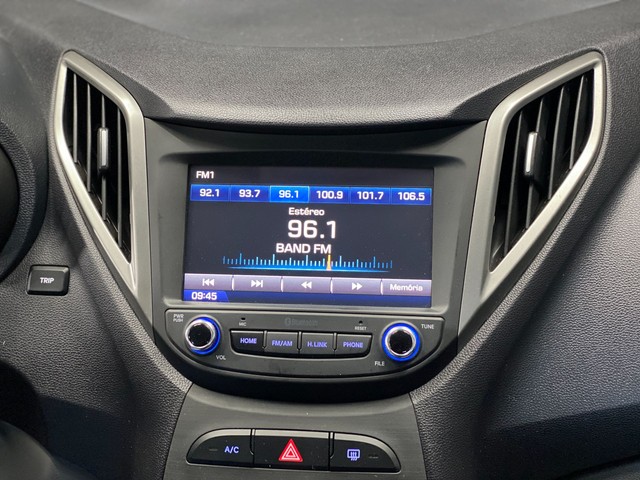 FM1
92.1 93.7 96.1 100.9 101.7 106.5
Estéreo
96.1
BAND FM
Memória
09:45
TRIP
PWR PUSH
VOL
MIC
RESET
TUNE
FILE
HOME FM/AM H.LINK PHONE
A/C